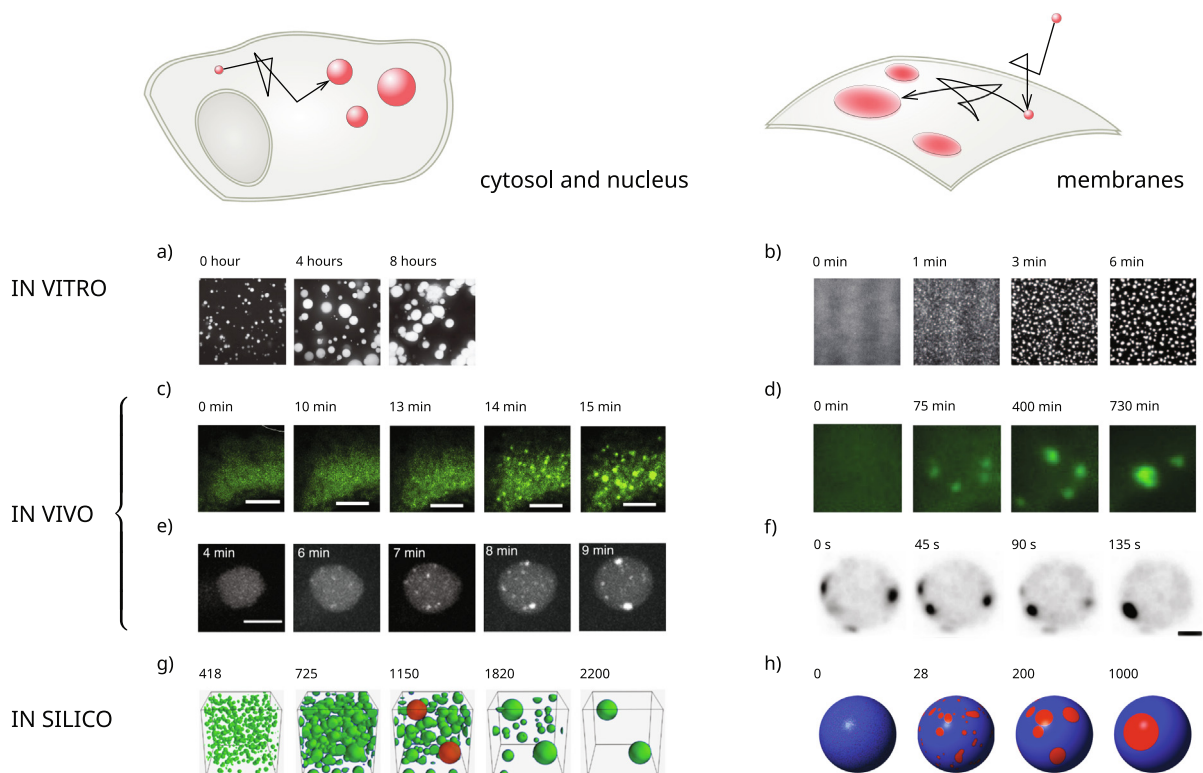 cytosol and nucleus
membranes
IN VITRO
a)
0 hour 4 hours 8 hours
b)
0 min 1 min 3 min 6 min
IN VIVO
c)
0 min 10 min 13 min 14 min 15 min
d)
0 min 75 min 400 min 730 min
e)
4 min 6 min 7 min 8 min 9 min
f)
0 s 45 s 90 s 135 s
IN SILICO
g)
418 725 1150 1820 2200
h)
0 28 200 1000